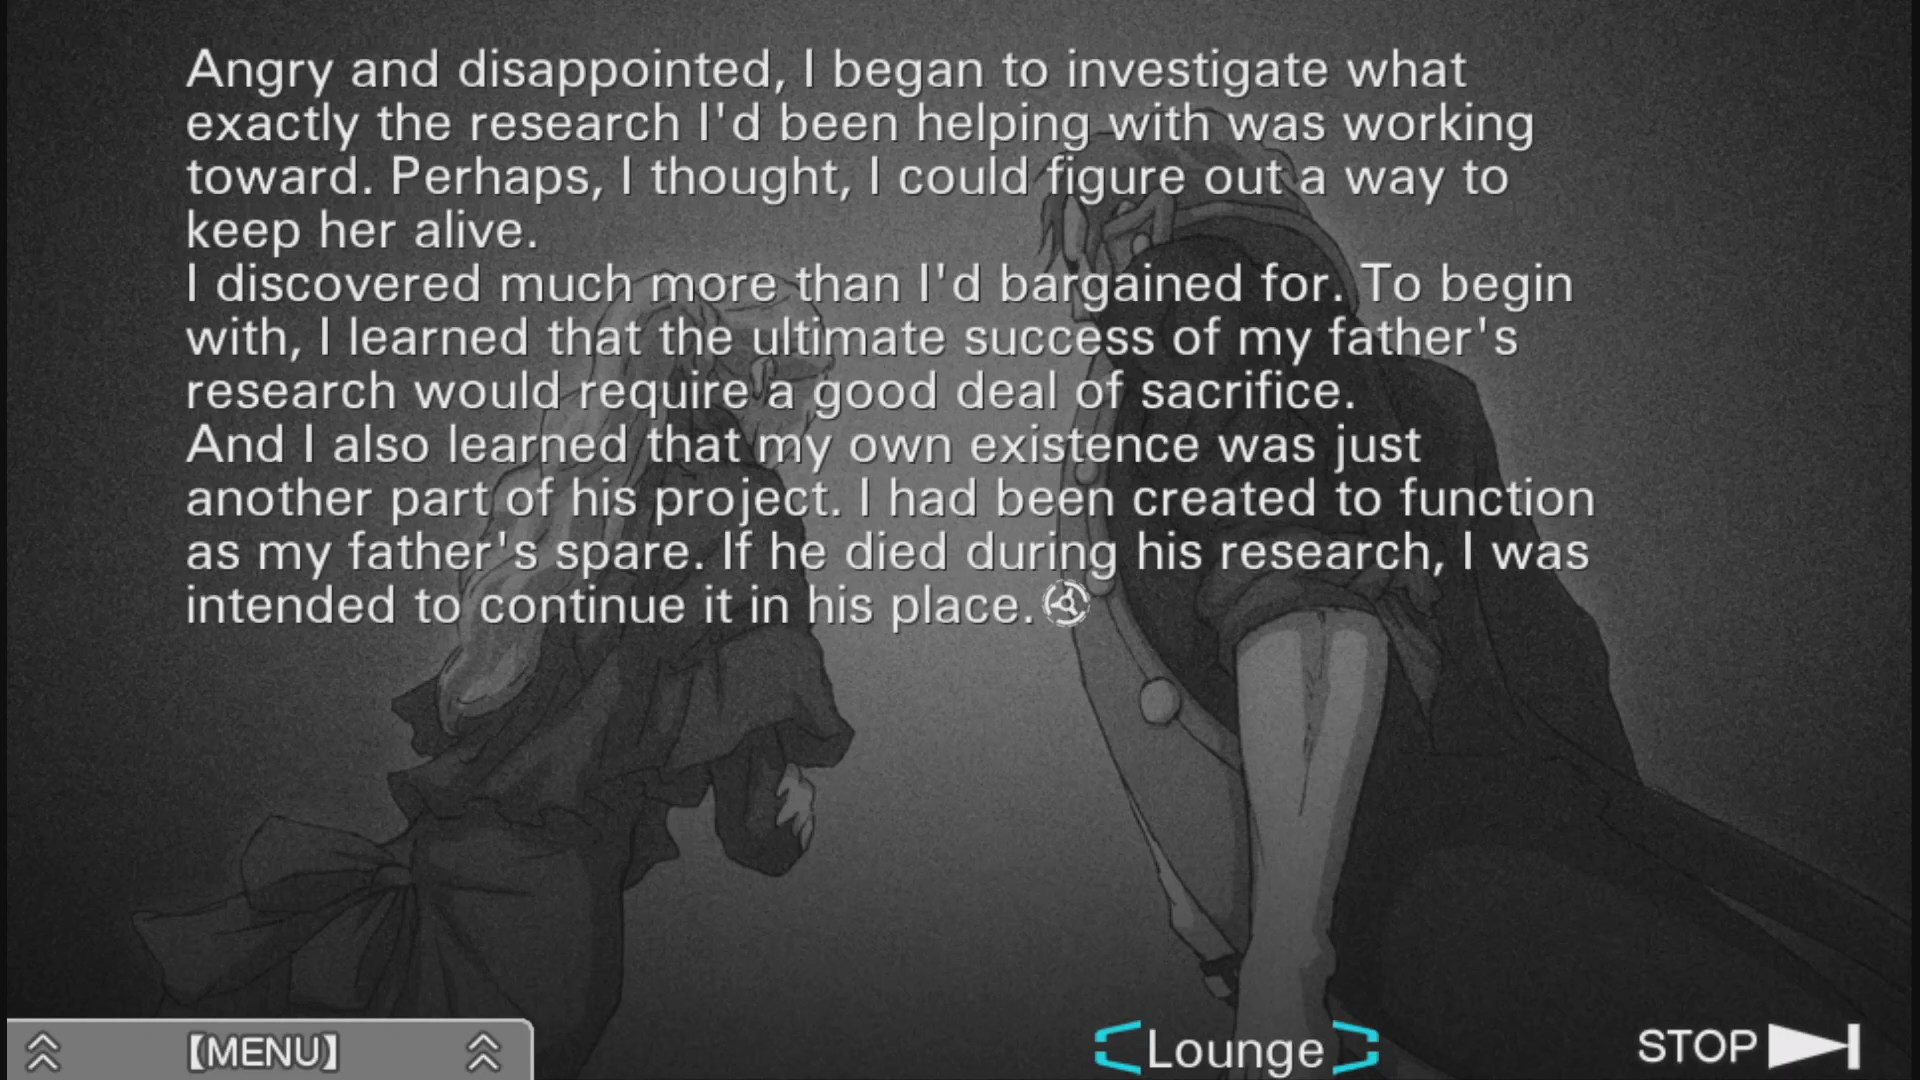 Angry and disappointed, I began to investigate what
exactly the research I'd been helping with was working
toward. Perhaps, I thought, I could figure out a way to
keep her alive.
I discovered much more than I'd bargained for. To begin
with, I learned that the ultimate success of my father's
research would require a good deal of sacrifice.
And I also learned that my own existence was just
another part of his project. I had been created to function
as my father's spare. If he died during his research, I was
intended to continue it in his place.
【MENU】
Lounge
STOP